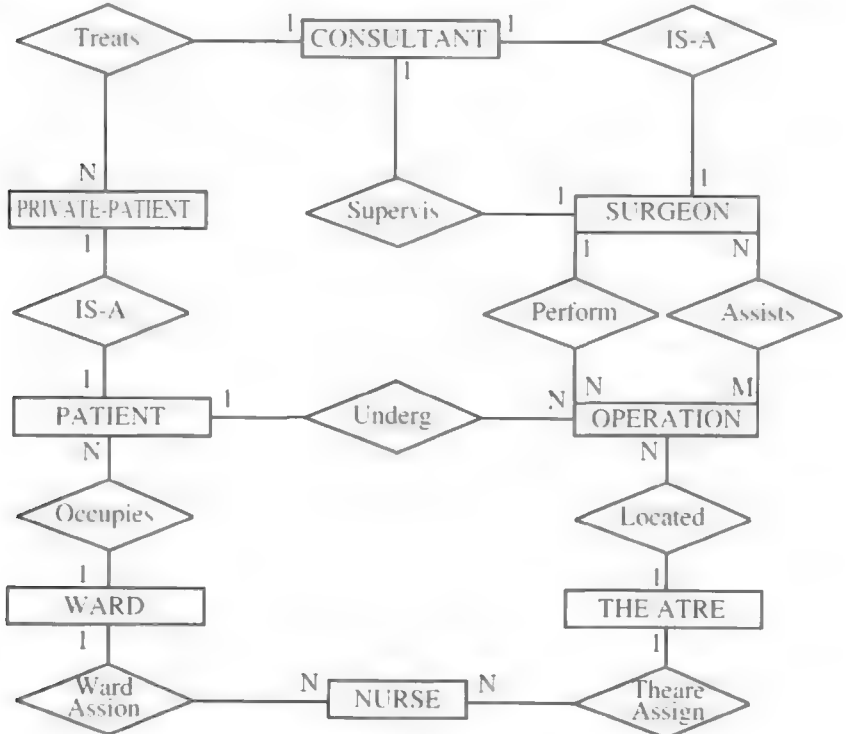 Treats 1 CONSULTANT 1 IS-A
1
N 1
PRIVATE-PATIENT Supervis 1 SURGEON
1 1 N
IS-A Perform Assists
1 N M
PATIENT 1 Underg N OPERATION
N N
Occupies Located
1 1
WARD THE ATRE
1 1
Ward N NURSE N Theare
Assion Assign